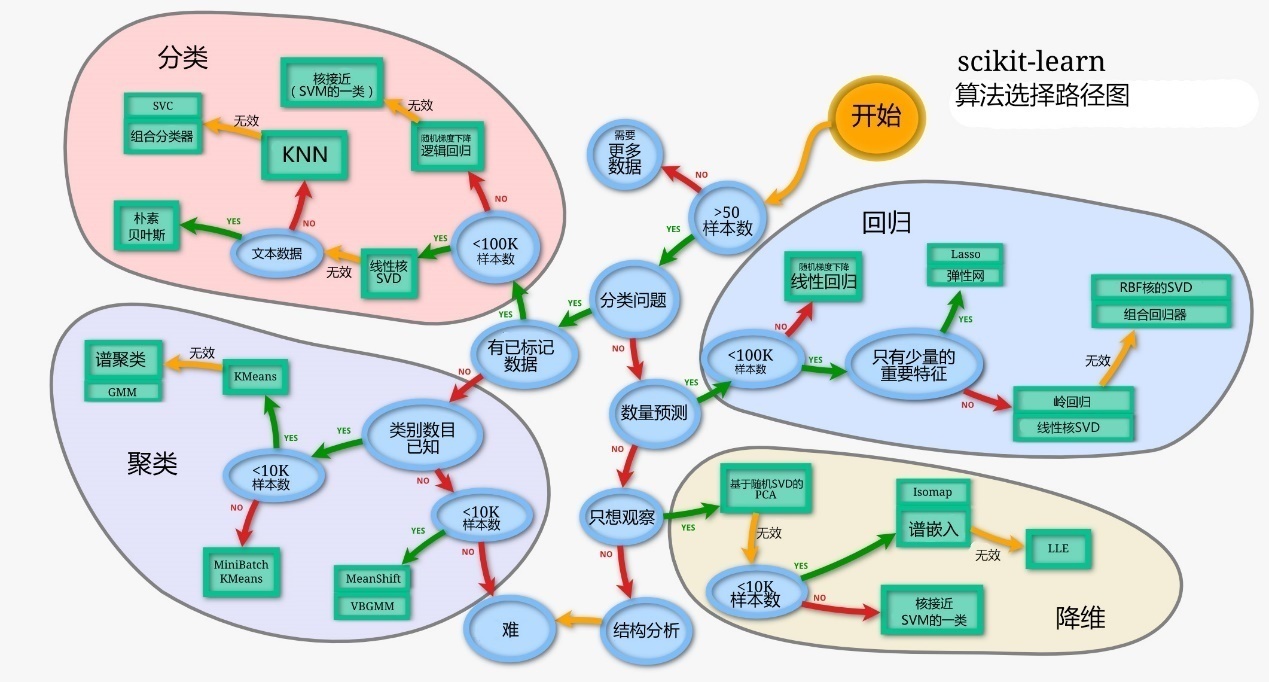 scikit-learn
算法选择路径图
开始
>50
样本数
NO
需要
更多
数据
YES
分类问题
YES
有已标记
数据
YES
NO
NO
数量预测
YES
NO
只想观察
YES
NO
结构分析
难
分类
<100K
样本数
NO
随机梯度下降
逻辑回归
无效
核接近
（SVM的一类）
YES
线性核
SVD
无效
文本数据
YES
朴素
贝叶斯
NO
KNN
无效
SVC
组合分类器
聚类
类别数目
已知
YES
<10K
样本数
YES
KMeans
无效
谱聚类
GMM
NO
MiniBatch
KMeans
NO
<10K
样本数
YES
MeanShift
VBGMM
NO
回归
<100K
样本数
NO
随机梯度下降
线性回归
YES
只有少量的
重要特征
YES
Lasso
弹性网
NO
岭回归
线性核SVD
无效
RBF核的SVD
组合回归器
降维
基于随机SVD的
PCA
无效
<10K
样本数
YES
Isomap
谱嵌入
无效
LLE
NO
核接近
SVM的一类